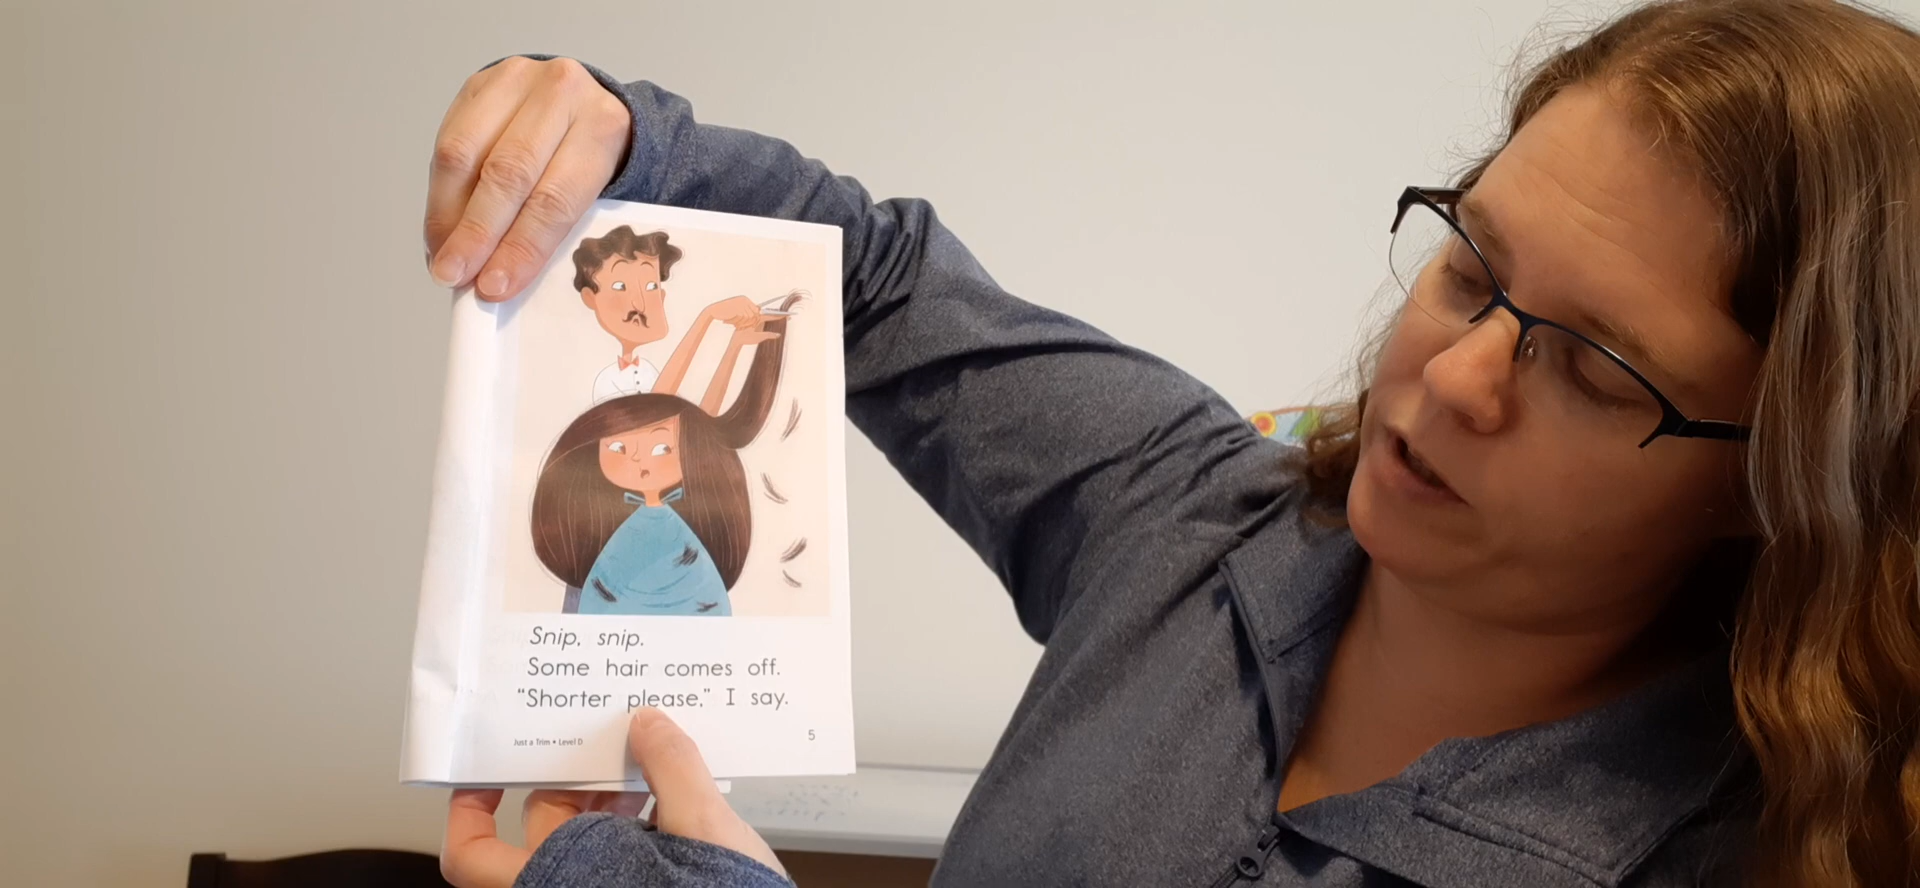 Snip, snip.
Some hair comes off.
“Shorter please,” I say.
Just a Trim • Level D
5